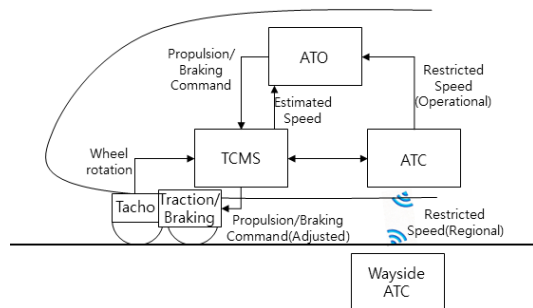 Propulsion/
Braking
Command
ATO
Restricted
Speed
(Operational)
Estimated
Speed
Wheel
rotation
TCMS
ATC
Tacho
Traction/
Braking
Propulsion/Braking
Command(Adjusted)
Restricted
Speed(Regional)
Wayside
ATC